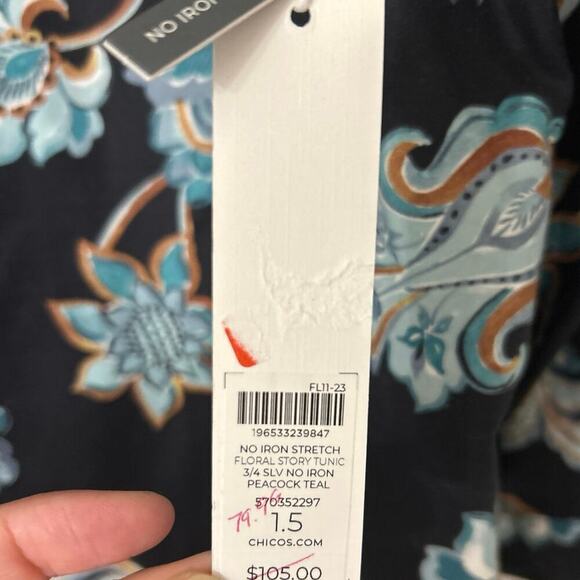 NO IRON
FL11-23
196533239847
NO IRON STRETCH
FLORAL STORY TUNIC
3/4 SLV NO IRON
PEACOCK TEAL
570352297
79.99
1.5
CHICOS.COM
$105.00